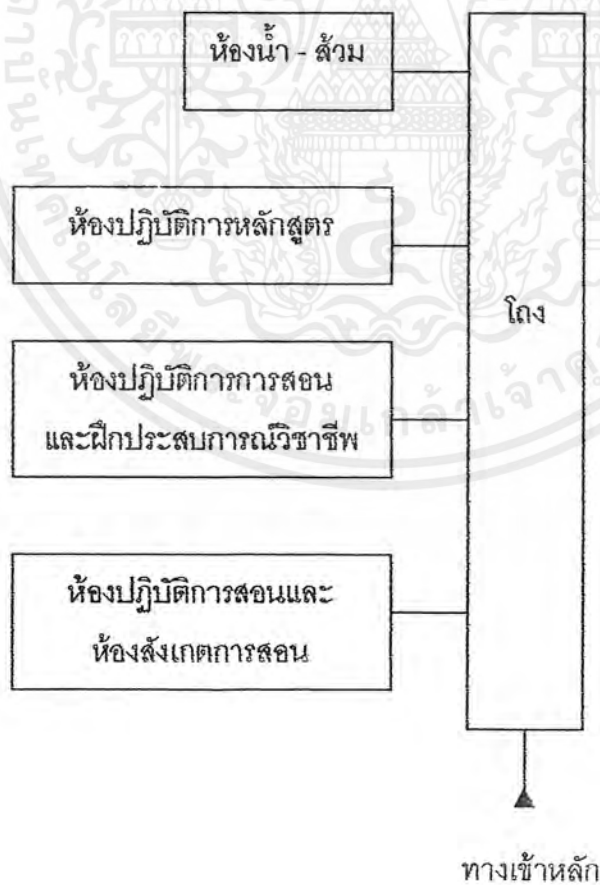 ห้องน้ำ - ส้วม
ห้องปฏิบัติการหลักสูตร
โถง
ห้องปฏิบัติการการสอน
และฝึกประสบการณ์วิชาชีพ
ห้องปฏิบัติการสอนและ
ห้องสังเกตการสอน
ทางเข้าหลัก